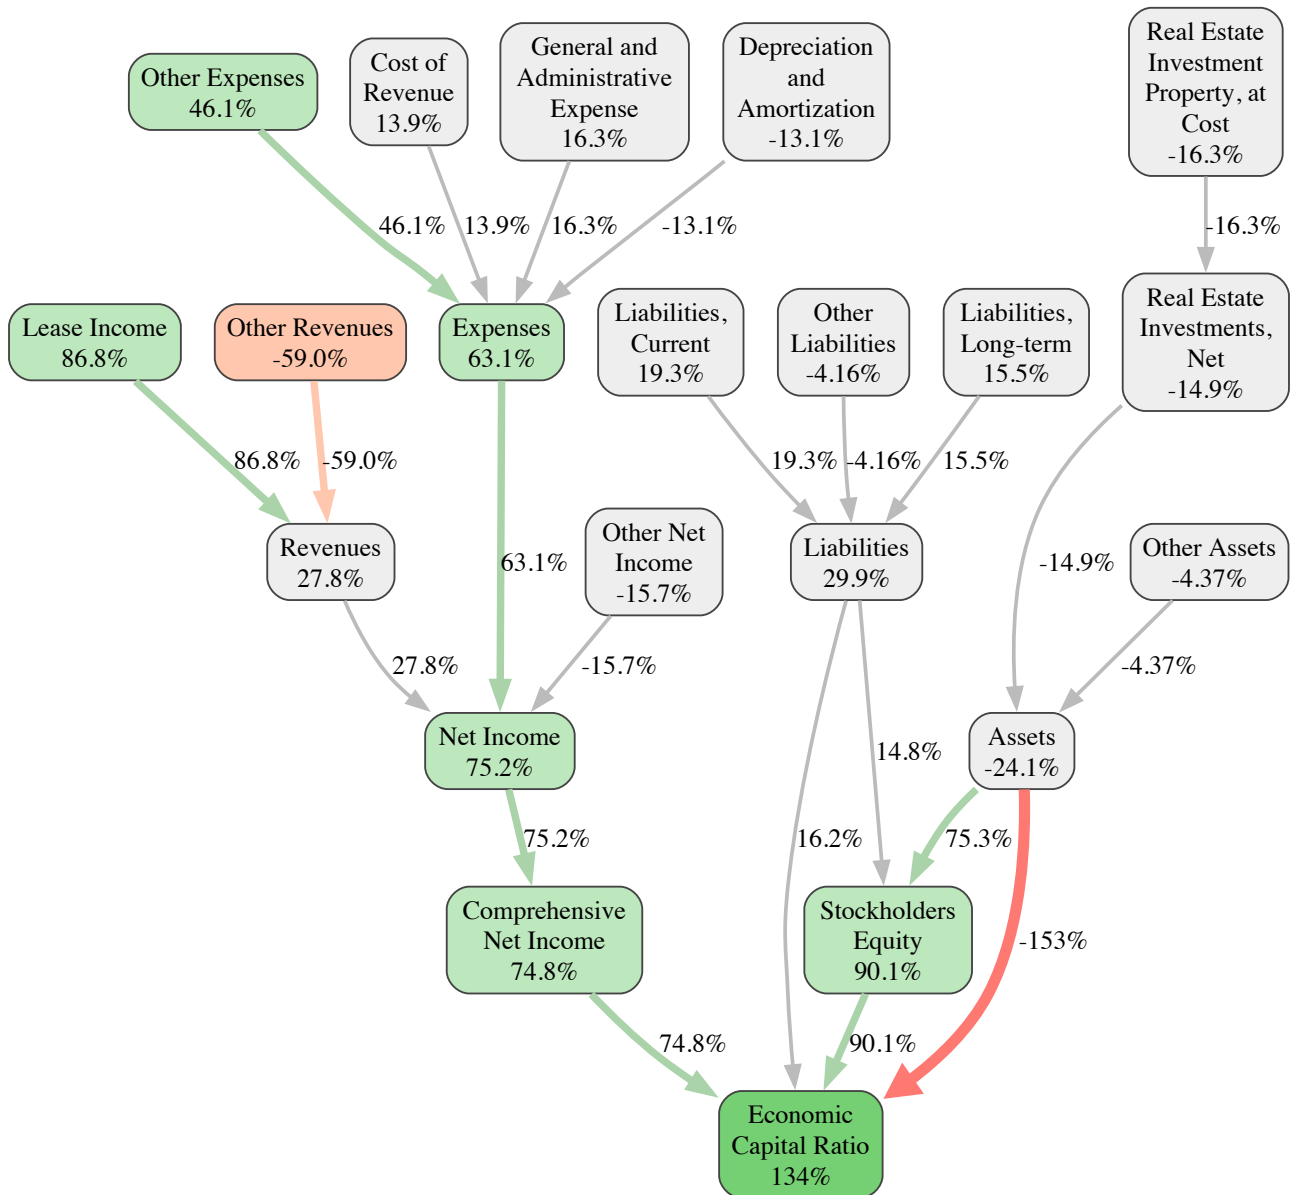 Other Expenses
46.1%
Cost of
Revenue
13.9%
General and
Administrative
Expense
16.3%
Depreciation
and
Amortization
-13.1%
Real Estate
Investment
Property, at
Cost
-16.3%
46.1%
13.9%
16.3%
-13.1%
-16.3%
Lease Income
86.8%
Other Revenues
-59.0%
Expenses
63.1%
Liabilities,
Current
19.3%
Other
Liabilities
-4.16%
Liabilities,
Long-term
15.5%
Real Estate
Investments,
Net
-14.9%
86.8%
-59.0%
19.3%
-4.16%
15.5%
Revenues
27.8%
63.1%
Other Net
Income
-15.7%
Liabilities
29.9%
-14.9%
Other Assets
-4.37%
27.8%
-15.7%
-4.37%
Net Income
75.2%
14.8%
Assets
-24.1%
75.2%
16.2%
75.3%
Comprehensive
Net Income
74.8%
Stockholders
Equity
90.1%
-153%
74.8%
90.1%
Economic
Capital Ratio
134%